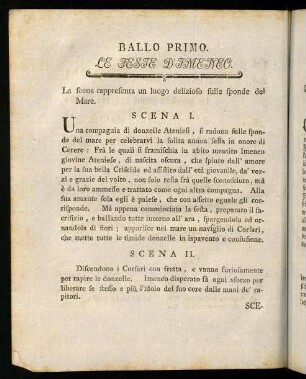 BALLO PRIMO.
LE FESTE D'IMENEO.
La scena rappresenta un luogo delizioso sulle sponde del
Mare.
SCENA I.
Una compagnia di donzelle Ateniesi, si raduna sulle spon-
de del mare per celebrarvi la solita annua festa in onore di
Cerere: Frà le quali si framischia in abito mentito Imeneo
giovine Ateniese, di nascita oscura, che spinto dall' amore
per la sua bella Criseide ed assistito dall' età giovanile, da' vez-
zi e grazie del volto, non solo resta frà quelle sconosciuto, mà
è da loro ammesso e trattato come ogni altra compagna. Alla
sua amante sola egli è palese, che con affetto eguale gli cor-
risponde. Mà appena cominciata la festa, preparato il sa-
crifizio, e ballando tutte intorno all' ara, spargendola ed or-
nandola di fiori; apparisce nel mare un naviglio di Corsari,
che mette tutte le timide donzelle in ispavento e confusione.
SCENA II.
Discendono i Corsari con fretta, e vanno furiosamente
per rapire le donzelle. Imeneo disperato fà ogni sforzo per
liberare se stesso e più l'idolo del suo core dalle mani de' ra-
pitori.
SCE-